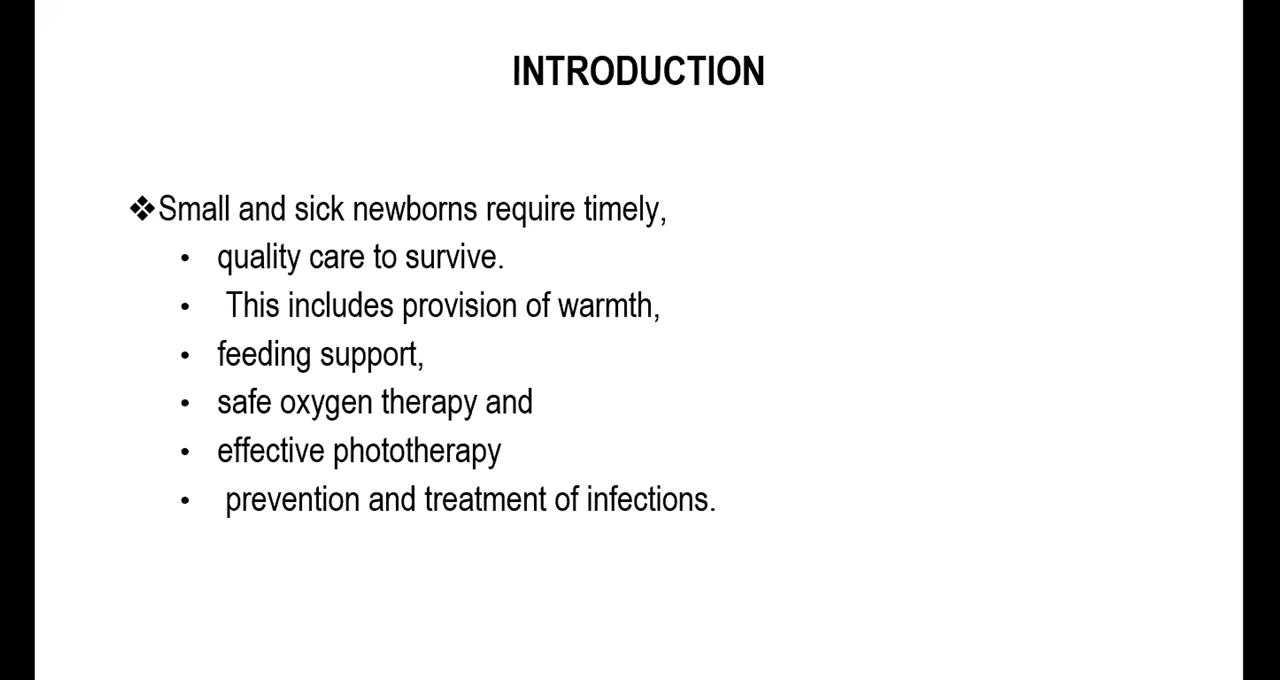 INTRODUCTION
❖Small and sick newborns require timely,
• quality care to survive.
• This includes provision of warmth,
• feeding support,
• safe oxygen therapy and
• effective phototherapy
• prevention and treatment of infections.